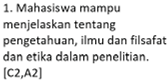 1. Mahasiswa mampu
menjelaskan tentang
pengetahuan, ilmu dan filsafat
dan etika dalam penelitian.
[C2,A2]